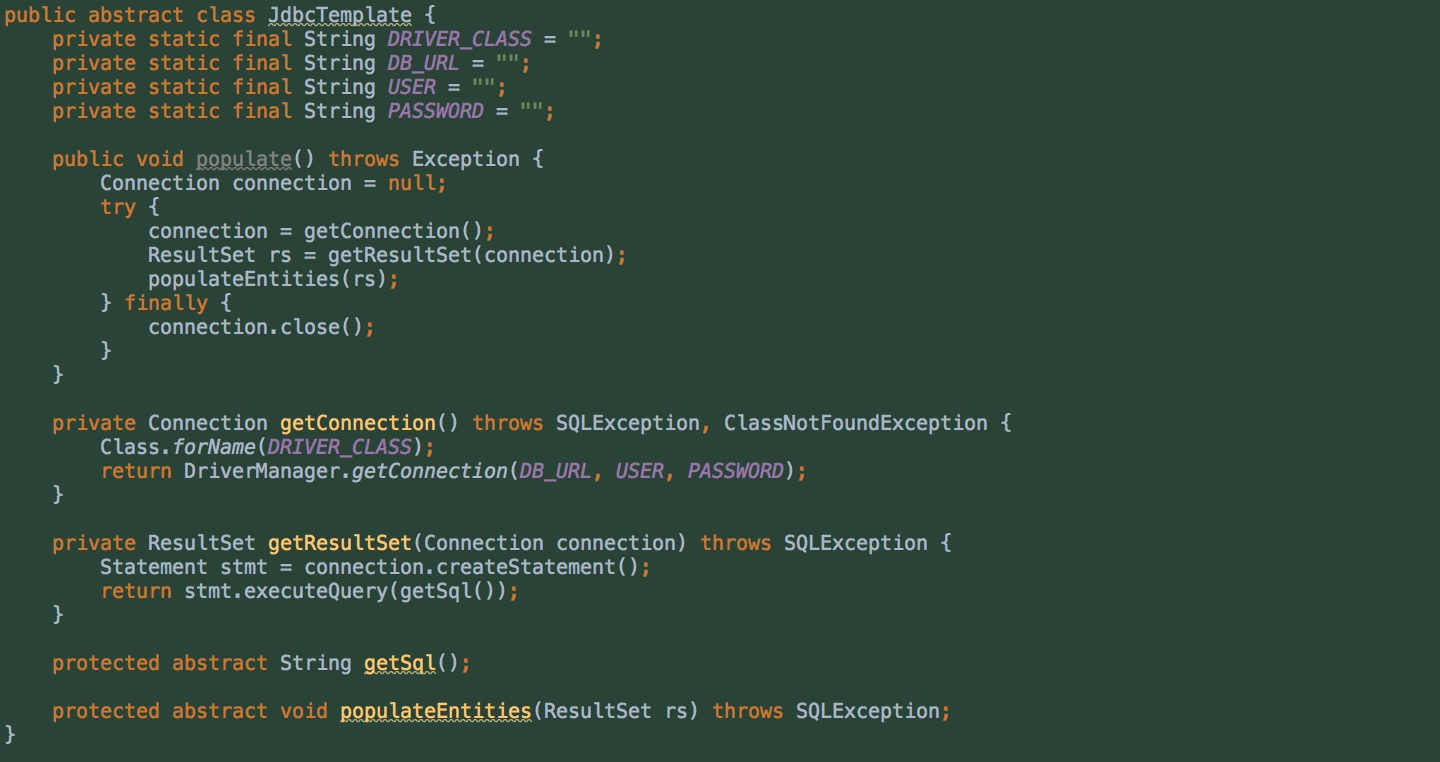 public abstract class JdbcTemplate {
    private static final String DRIVER_CLASS = "";
    private static final String DB_URL = "";
    private static final String USER = "";
    private static final String PASSWORD = "";
    public void populate() throws Exception {
        Connection connection = null;
        try {
            connection = getConnection();
            ResultSet rs = getResultSet(connection);
            populateEntities(rs);
        } finally {
            connection.close();
        }
    }
    private Connection getConnection() throws SQLException, ClassNotFoundException {
        Class.forName(DRIVER_CLASS);
        return DriverManager.getConnection(DB_URL, USER, PASSWORD);
    }
    private ResultSet getResultSet(Connection connection) throws SQLException {
        Statement stmt = connection.createStatement();
        return stmt.executeQuery(getSql());
    }
    protected abstract String getSql();
    protected abstract void populateEntities(ResultSet rs) throws SQLException;
}